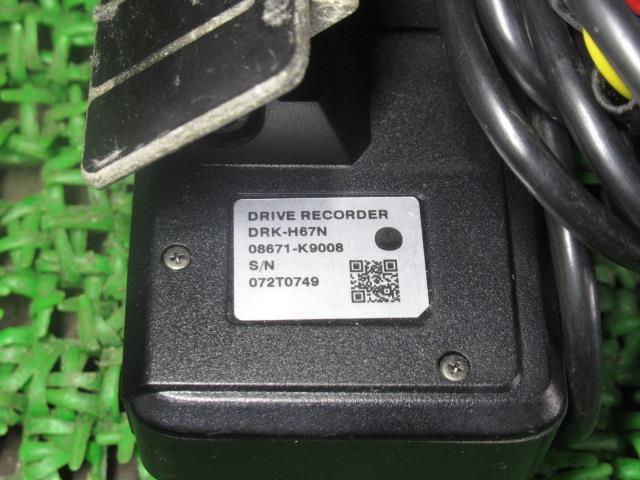 DRIVE RECORDER
DRK-H67N
08671-K9008
S/N
072T0749